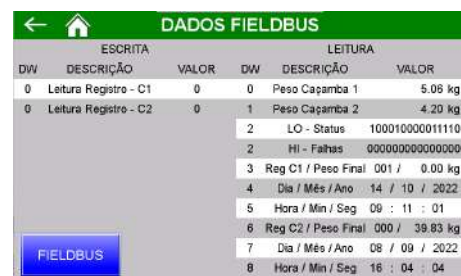 DADOS FIELDBUS
ESCRITA LEITURA
DW DESCRIÇÃO VALOR DW DESCRIÇÃO VALOR
0 Leitura Registro - C1 0 0 Peso Caçamba 1 5.06 kg
0 Leitura Registro - C2 0 1 Peso Caçamba 2 4.20 kg
2 LO - Status 100010000011110
2 HI - Falhas 000000000000000
3 Reg C1 / Peso Final 001 / 0.00 kg
4 Dia / Mês / Ano 14 / 10 / 2022
5 Hora / Min / Seg 09 : 11 : 01
6 Reg C2 / Peso Final 000 / 39.83 kg
7 Dia / Mês / Ano 08 / 09 / 2022
8 Hora / Min / Seg 16 : 04 : 04
FIELDBUS